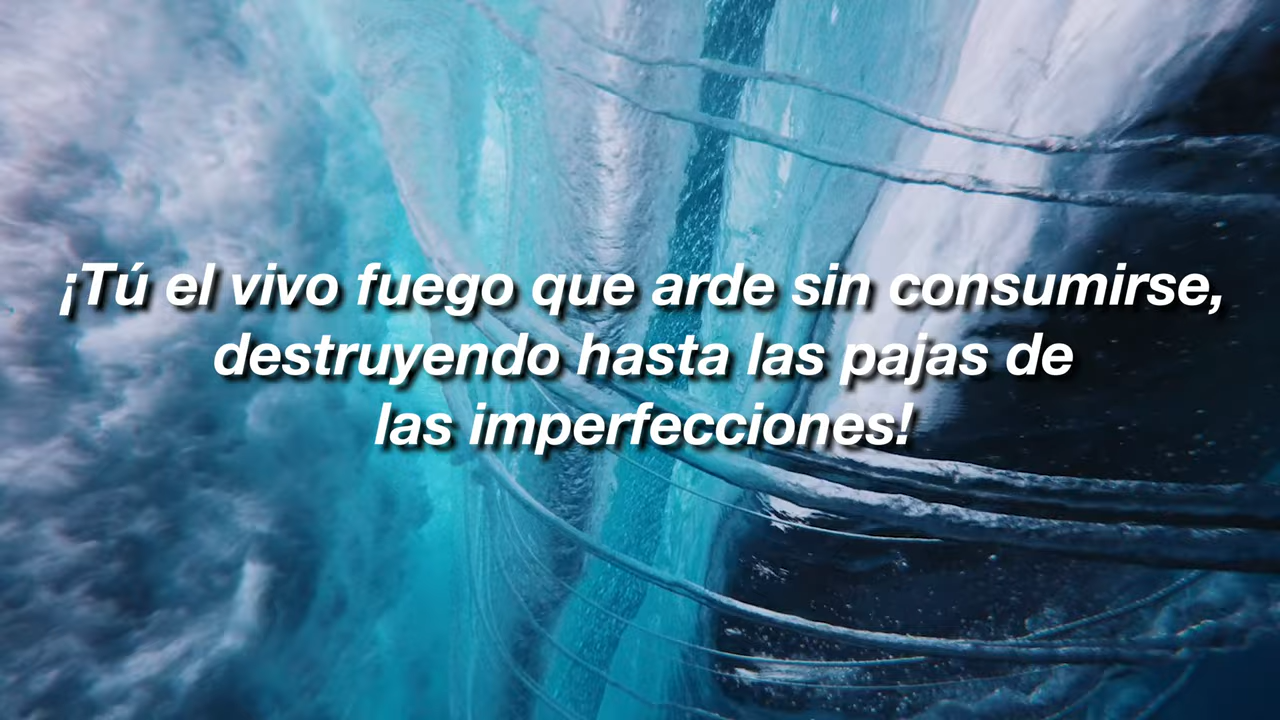 ¡Tú el vivo fuego que arde sin consumirse,
destruyendo hasta las pajas de
las imperfecciones!